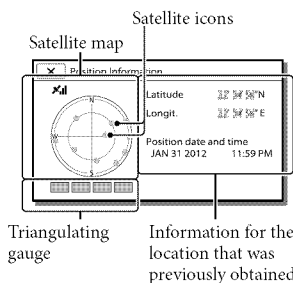 Satellite icons
Satellite map
X Position Information
N
W
S
Latitude
"N
Longit.
"E
Position date and time
JAN 31 2012 11:59 PM
Triangulating
gauge
Information for the
location that was
previously obtained